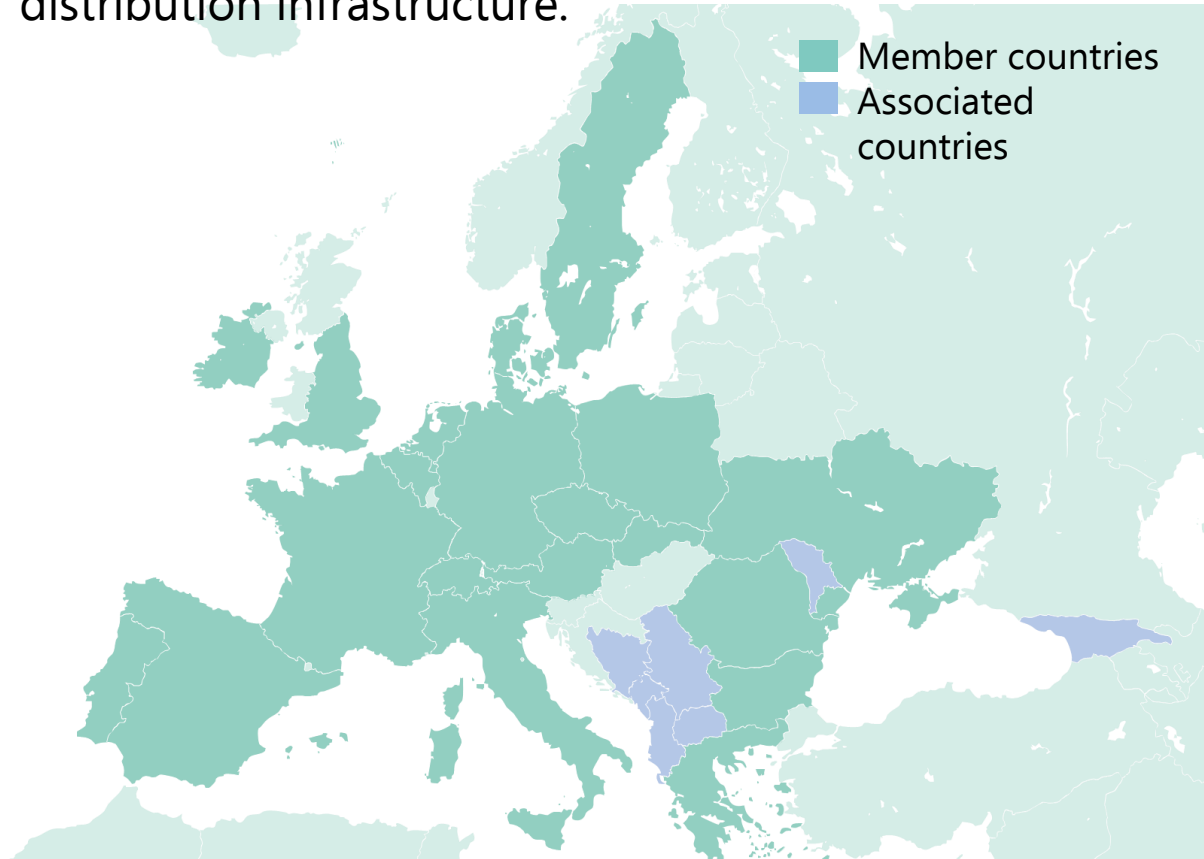 distribution infrastructure.
Member countries
Associated
countries